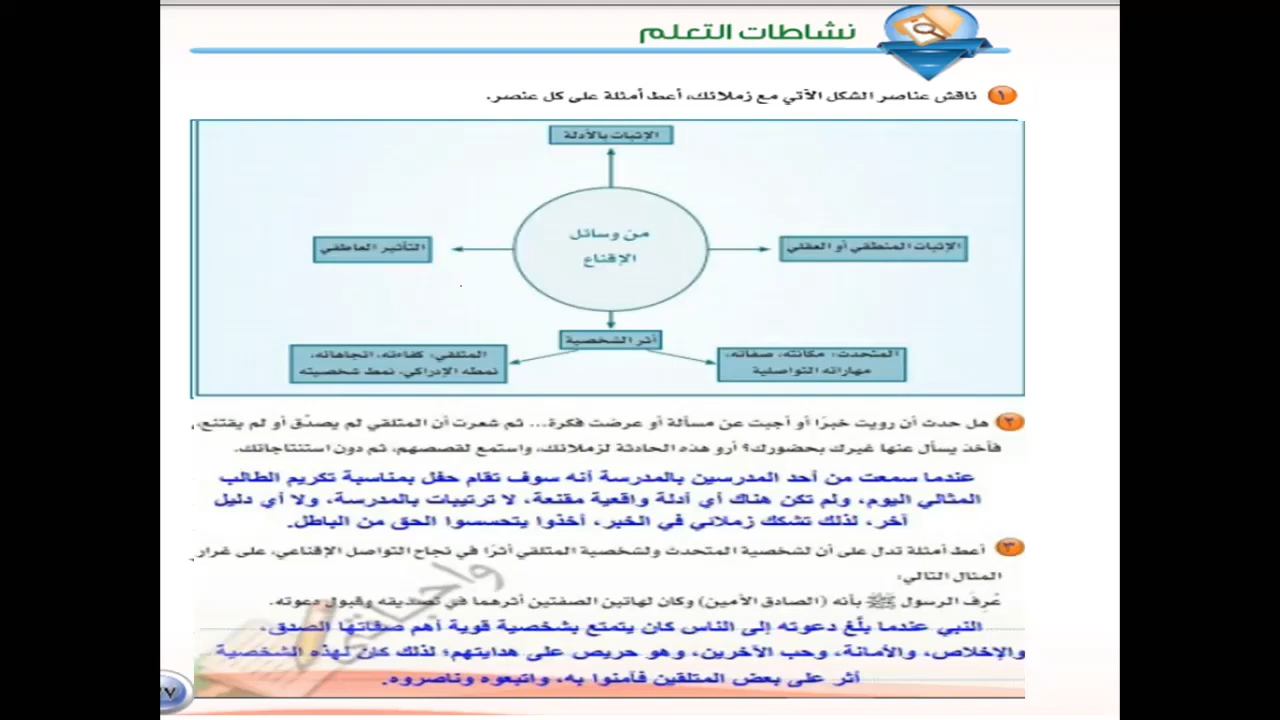 نشاطات التعلم
١ ناقش عناصر الشكل الآتي مع زملائك، أعط أمثلة على كل عنصر.
الإثبات بالأدلة
من وسائل
الإقناع
الإثبات المنطقي أو العقلي
التأثير العاطفي
أثر الشخصية
المتحدث: مكانته، صفاته،
مهاراته التواصلية
المتلقي: كفاءته، اتجاهاته،
نمطه الإدراكي، نمط شخصيته
٢ هل حدث أن رويت خبرًا أو أجبت عن مسألة أو عرضت فكرة... ثم شعرت أن المتلقي لم يصدّق أو لم يقتنع،
فأخذ يسأل عنها غيرك بحضورك؟ أرو هذه الحادثة لزملائك، واستمع لقصصهم، ثم دون استنتاجاتك.
عندما سمعت من أحد المدرسين بالمدرسة أنه سوف تقام حفل بمناسبة تكريم الطالب
المثالي اليوم، ولم تكن هناك أي أدلة واقعية مقنعة، لا ترتيبات بالمدرسة، ولا أي دليل
آخر، لذلك تشكك زملائي في الخبر، أخذوا يتحسسوا الحق من الباطل.
٣ أعط أمثلة تدل على أن لشخصية المتحدث ولشخصية المتلقي أثرًا في نجاح التواصل الإقناعي، على غرار
المثال التالي:
عُرِفَ الرسول ﷺ بأنه (الصادق الأمين) وكان لهاتين الصفتين أثرهما في تصديقه وقبول دعوته.
النبي عندما بلّغ دعوته إلى الناس كان يتمتع بشخصية قوية أهم صفاتها الصدق،
والإخلاص، والأمانة، وحب الآخرين، وهو حريص على هدايتهم؛ لذلك كان لهذه الشخصية
أثر على بعض المتلقين فآمنوا به، واتبعوه وناصروه.
واجباتي